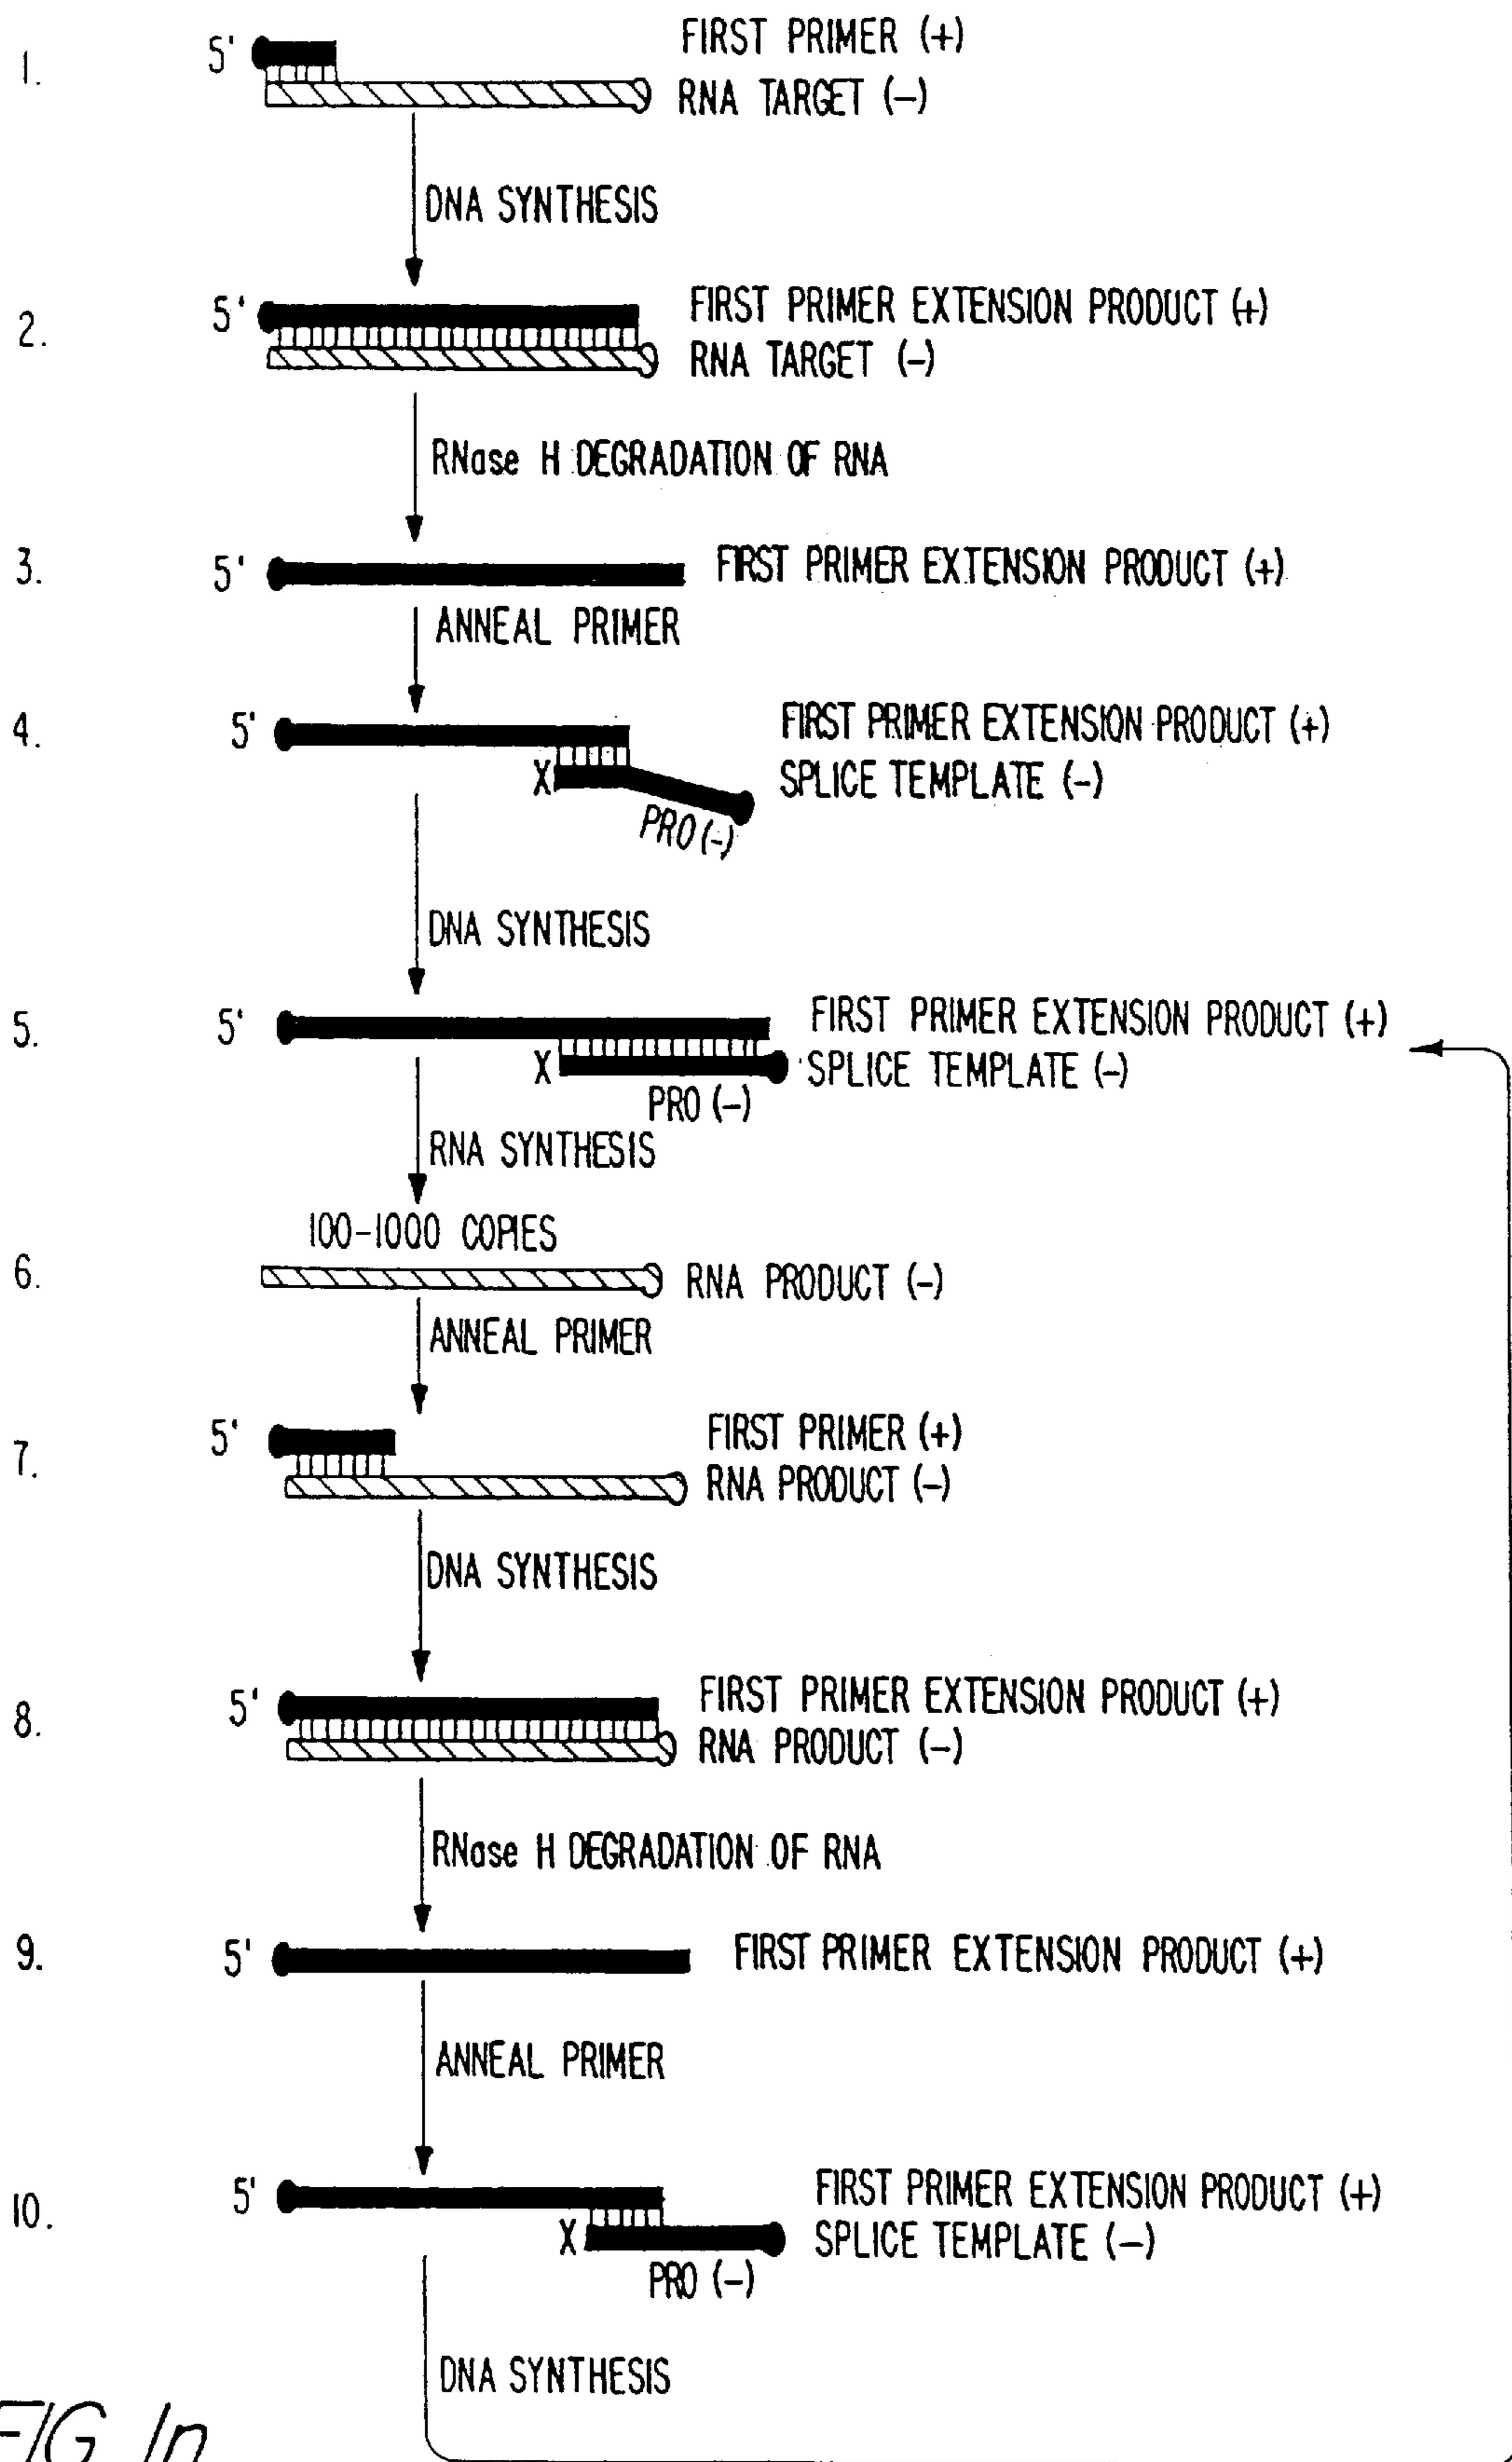 1.
5'
FIRST PRIMER (+)
RNA TARGET (-)
DNA SYNTHESIS
2.
5'
FIRST PRIMER EXTENSION PRODUCT (+)
RNA TARGET (-)
RNase H DEGRADATION OF RNA
3.
5'
FIRST PRIMER EXTENSION PRODUCT (+)
ANNEAL PRIMER
4.
5'
FIRST PRIMER EXTENSION PRODUCT (+)
X
SPLICE TEMPLATE (-)
PRO (-)
DNA SYNTHESIS
5.
5'
FIRST PRIMER EXTENSION PRODUCT (+)
X
SPLICE TEMPLATE (-)
PRO (-)
RNA SYNTHESIS
100-1000 COPIES
6.
RNA PRODUCT (-)
ANNEAL PRIMER
7.
5'
FIRST PRIMER (+)
RNA PRODUCT (-)
DNA SYNTHESIS
8.
5'
FIRST PRIMER EXTENSION PRODUCT (+)
RNA PRODUCT (-)
RNase H DEGRADATION OF RNA
9.
5'
FIRST PRIMER EXTENSION PRODUCT (+)
ANNEAL PRIMER
10.
5'
FIRST PRIMER EXTENSION PRODUCT (+)
X
SPLICE TEMPLATE (-)
PRO (-)
DNA SYNTHESIS
FIG. 1n